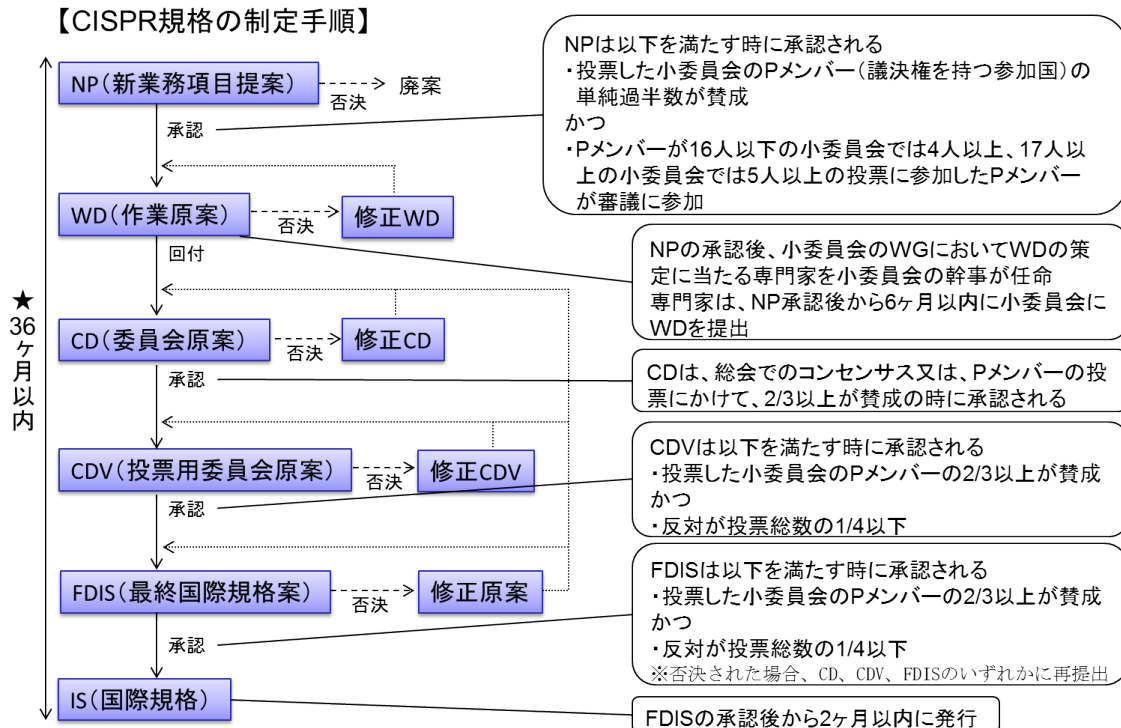 【CISPR規格の制定手順】
NP(新業務項目提案)
否決
廃案
承認
NPは以下を満たす時に承認される
・投票した小委員会のPメンバー(議決権を持つ参加国)の
単純過半数が賛成
かつ
・Pメンバーが16人以下の小委員会では4人以上、17人以
上の小委員会では5人以上の投票に参加したPメンバー
が審議に参加
WD(作業原案)
否決
修正WD
回付
NPの承認後、小委員会のWGにおいてWDの策
定に当たる専門家を小委員会の幹事が任命
専門家は、NP承認後から6ヶ月以内に小委員会に
WDを提出
★36ヶ月以内
CD(委員会原案)
否決
修正CD
承認
CDは、総会でのコンセンサス又は、Pメンバーの投
票にかけて、2/3以上が賛成の時に承認される
CDV(投票用委員会原案)
否決
修正CDV
承認
CDVは以下を満たす時に承認される
・投票した小委員会のPメンバーの2/3以上が賛成
かつ
・反対が投票総数の1/4以下
FDIS(最終国際規格案)
否決
修正原案
承認
FDISは以下を満たす時に承認される
・投票した小委員会のPメンバーの2/3以上が賛成
かつ
・反対が投票総数の1/4以下
※否決された場合、CD、CDV、FDISのいずれかに再提出
IS(国際規格)
FDISの承認後から2ヶ月以内に発行